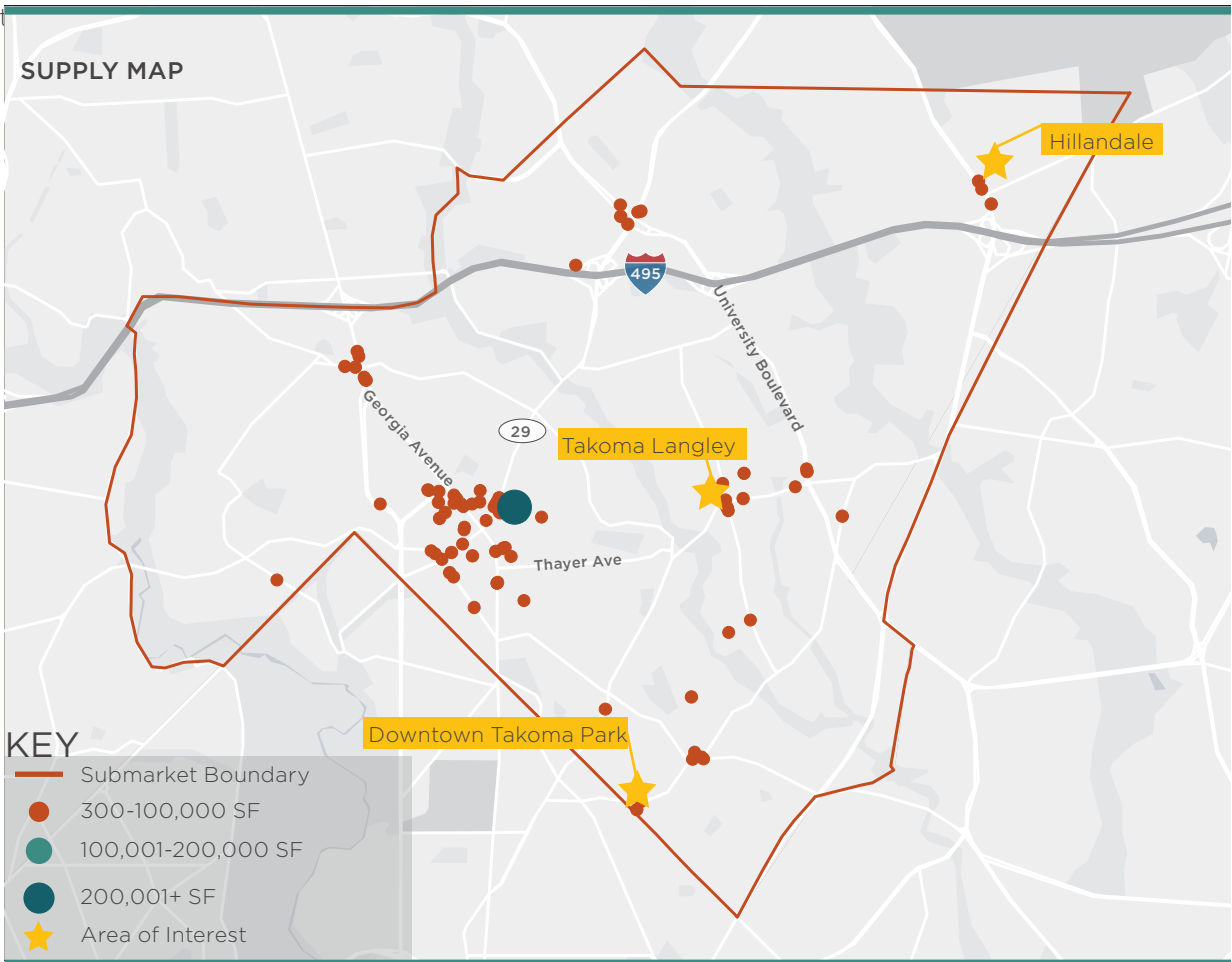 t
SUPPLY MAP
Hillandale
495
University Boulevard
Georgia Avenue
29
Takoma Langley
Thayer Ave
Downtown Takoma Park
KEY
Submarket Boundary
300-100,000 SF
100,001-200,000 SF
200,001+ SF
Area of Interest